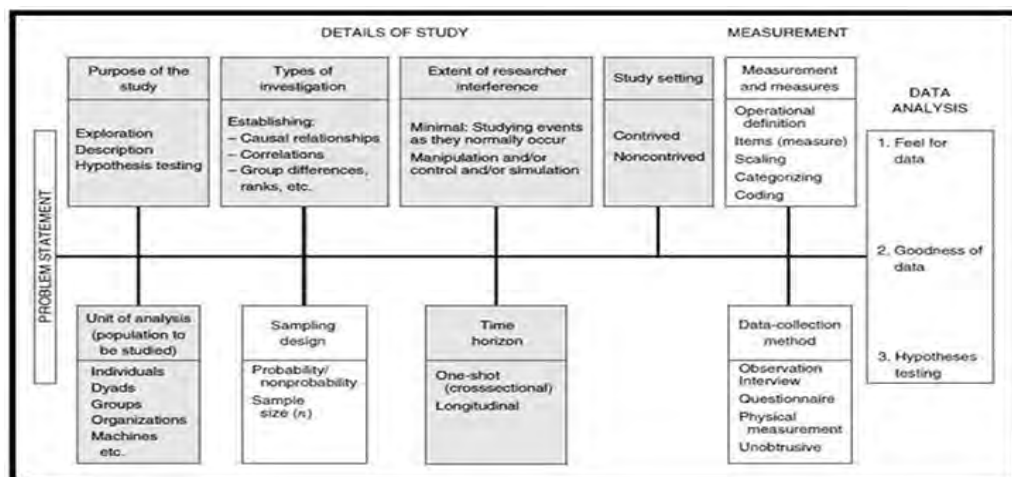 DETAILS OF STUDY
MEASUREMENT
Purpose of the
study
Exploration
Description
Hypothesis testing
Types of
investigation
Establishing:
– Causal relationships
– Correlations
– Group differences,
ranks, etc.
Extent of researcher
interference
Minimal: Studying events
as they normally occur
Manipulation and/or
control and/or simulation
Study setting
Contrived
Noncontrived
Measurement
and measures
Operational
definition
Items (measure)
Scaling
Categorizing
Coding
DATA
ANALYSIS
1. Feel for
data
2. Goodness of
data
3. Hypotheses
testing
PROBLEM STATEMENT
Unit of analysis
(population to
be studied)
Individuals
Dyads
Groups
Organizations
Machines
etc.
Sampling
design
Probability/
nonprobability
Sample
size (n)
Time
horizon
One-shot
(crosssectional)
Longitudinal
Data-collection
method
Observation
Interview
Questionnaire
Physical
measurement
Unobtrusive